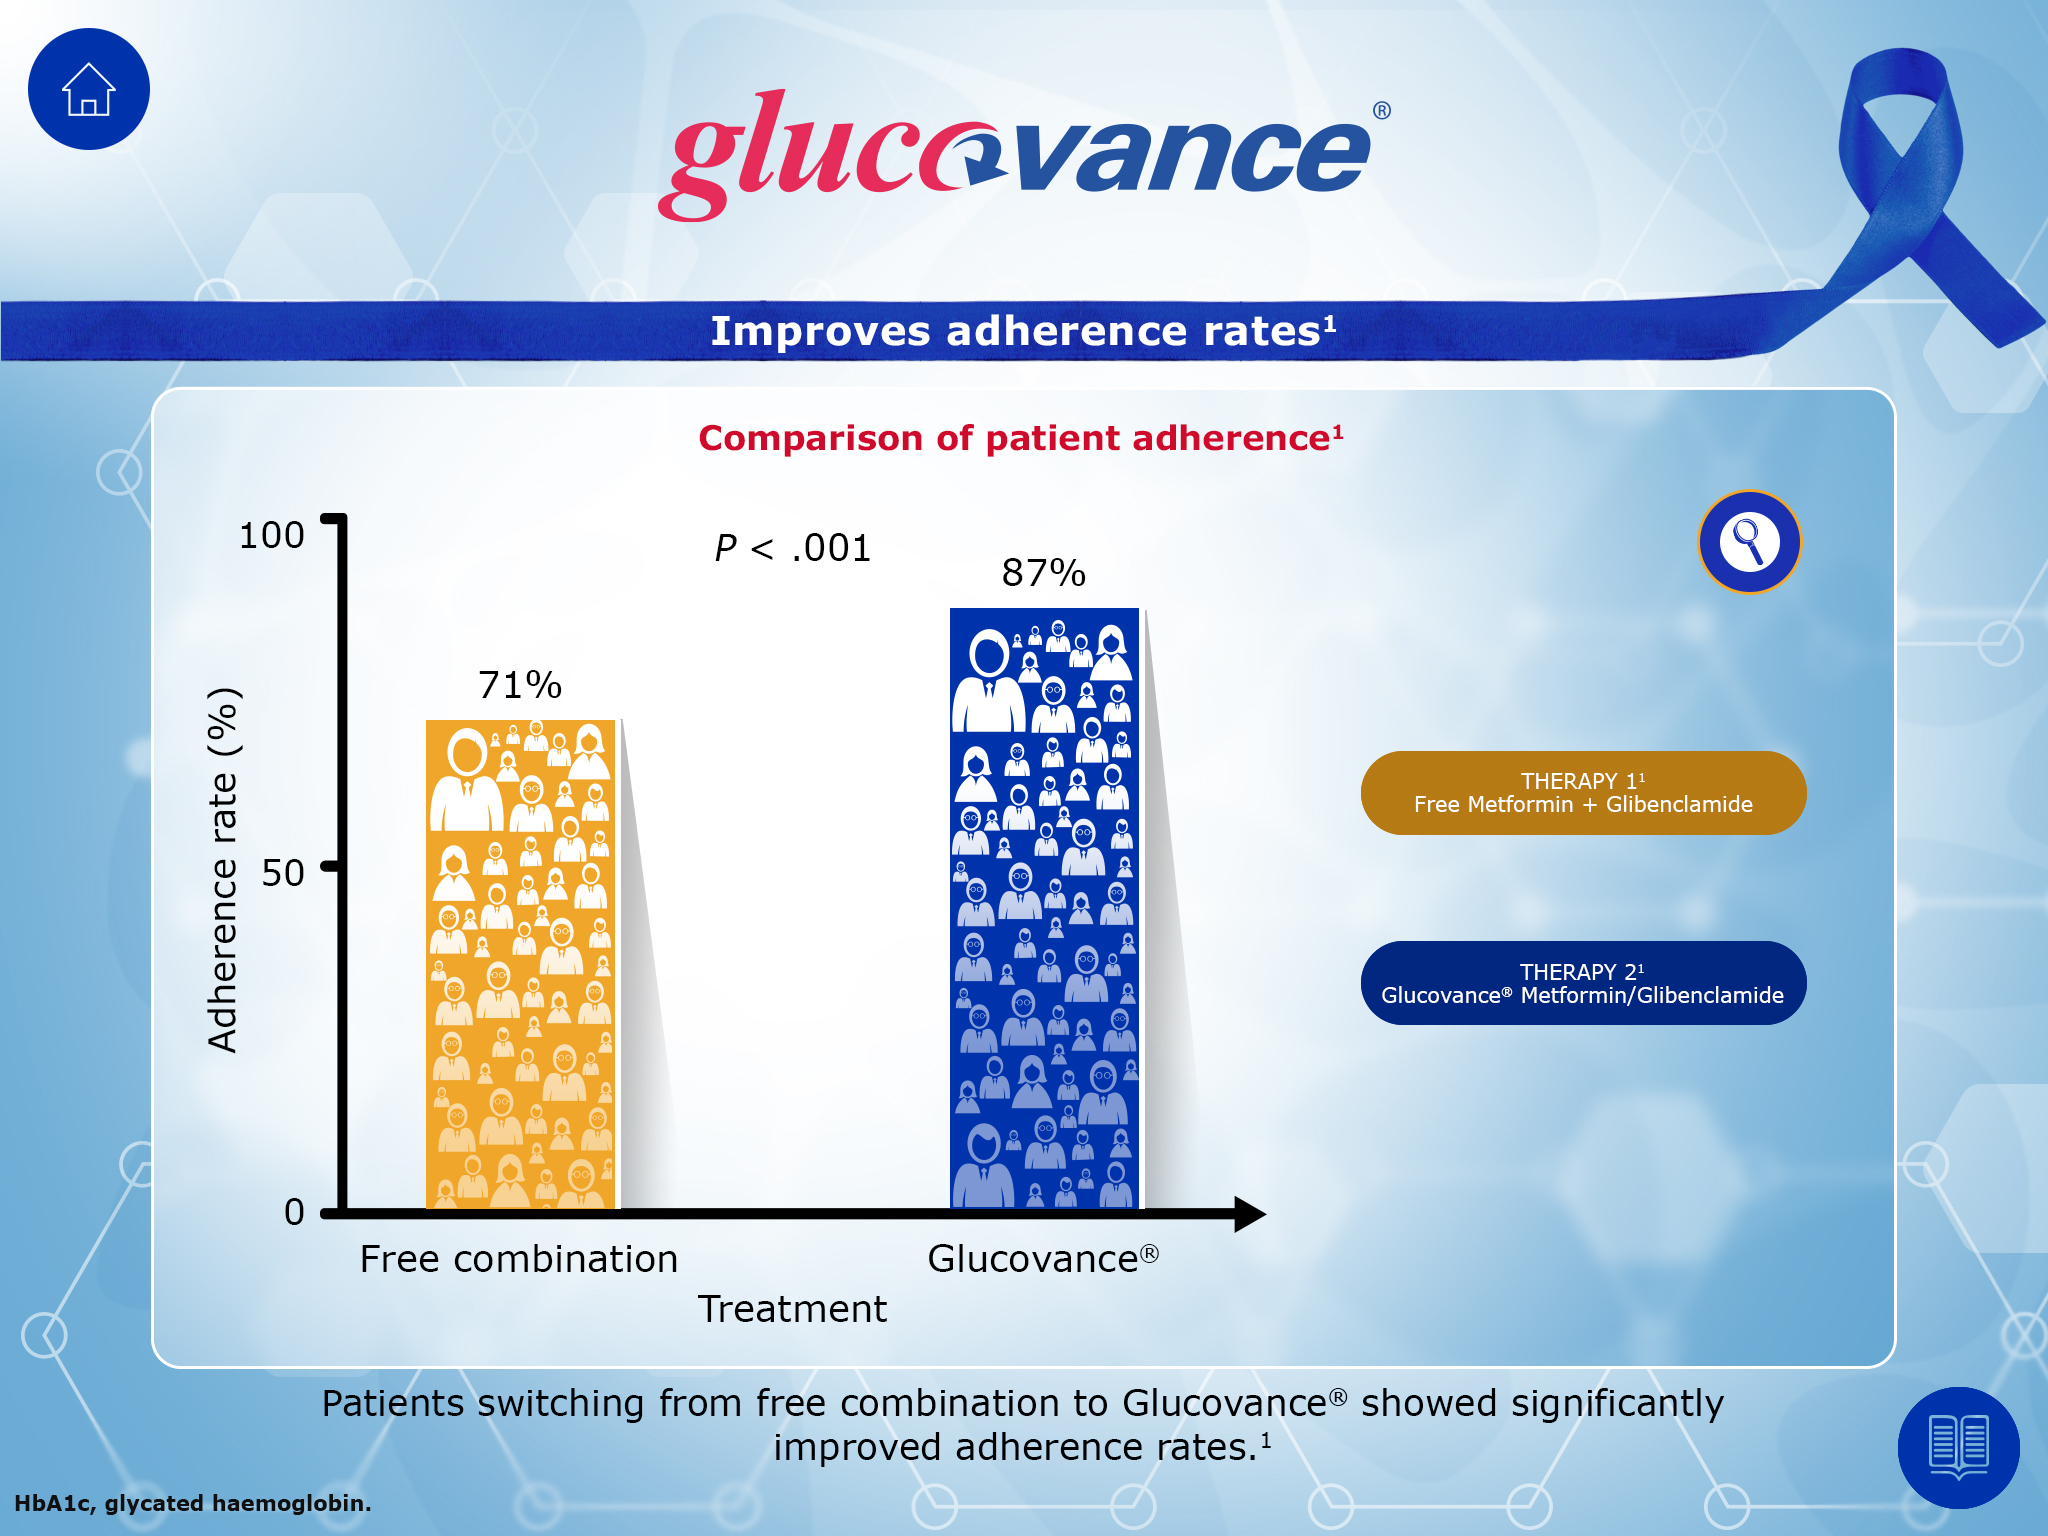 glucovance®
Improves adherence rates¹
Comparison of patient adherence¹
100
P < .001
87%
71%
Adherence rate (%)
50
0
THERAPY 1¹
Free Metformin + Glibenclamide
THERAPY 2¹
Glucovance® Metformin/Glibenclamide
Free combination
Glucovance®
Treatment
Patients switching from free combination to Glucovance® showed significantly
improved adherence rates.¹
HbA1c, glycated haemoglobin.